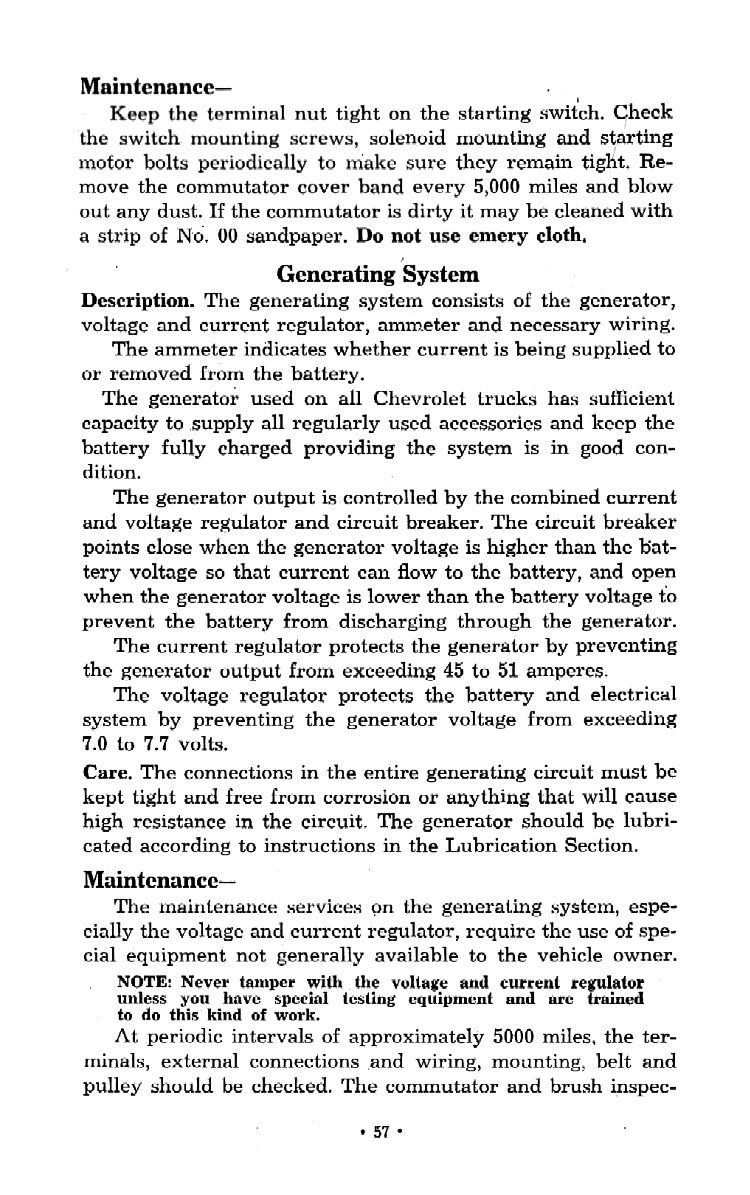 Maintenance—
Keep the terminal nut tight on the starting switch. Check
the switch mounting screws, solenoid mounting and starting
motor bolts periodically to make sure they remain tight. Re-
move the commutator cover band every 5,000 miles and blow
out any dust. If the commutator is dirty it may be cleaned with
a strip of No. 00 sandpaper. Do not use emery cloth.
Generating System
Description. The generating system consists of the generator,
voltage and current regulator, ammeter and necessary wiring.
The ammeter indicates whether current is being supplied to
or removed from the battery.
The generator used on all Chevrolet trucks has sufficient
capacity to supply all regularly used accessories and keep the
battery fully charged providing the system is in good con-
dition.
The generator output is controlled by the combined current
and voltage regulator and circuit breaker. The circuit breaker
points close when the generator voltage is higher than the bat-
tery voltage so that current can flow to the battery, and open
when the generator voltage is lower than the battery voltage to
prevent the battery from discharging through the generator.
The current regulator protects the generator by preventing
the generator output from exceeding 45 to 51 amperes.
The voltage regulator protects the battery and electrical
system by preventing the generator voltage from exceeding
7.0 to 7.7 volts.
Care. The connections in the entire generating circuit must be
kept tight and free from corrosion or anything that will cause
high resistance in the circuit. The generator should be lubri-
cated according to instructions in the Lubrication Section.
Maintenance—
The maintenance services on the generating system, espe-
cially the voltage and current regulator, require the use of spe-
cial equipment not generally available to the vehicle owner.
NOTE: Never tamper with the voltage and current regulator
unless you have special testing equipment and are trained
to do this kind of work.
At periodic intervals of approximately 5000 miles, the ter-
minals, external connections and wiring, mounting, belt and
pulley should be checked. The commutator and brush inspec-
• 57 •